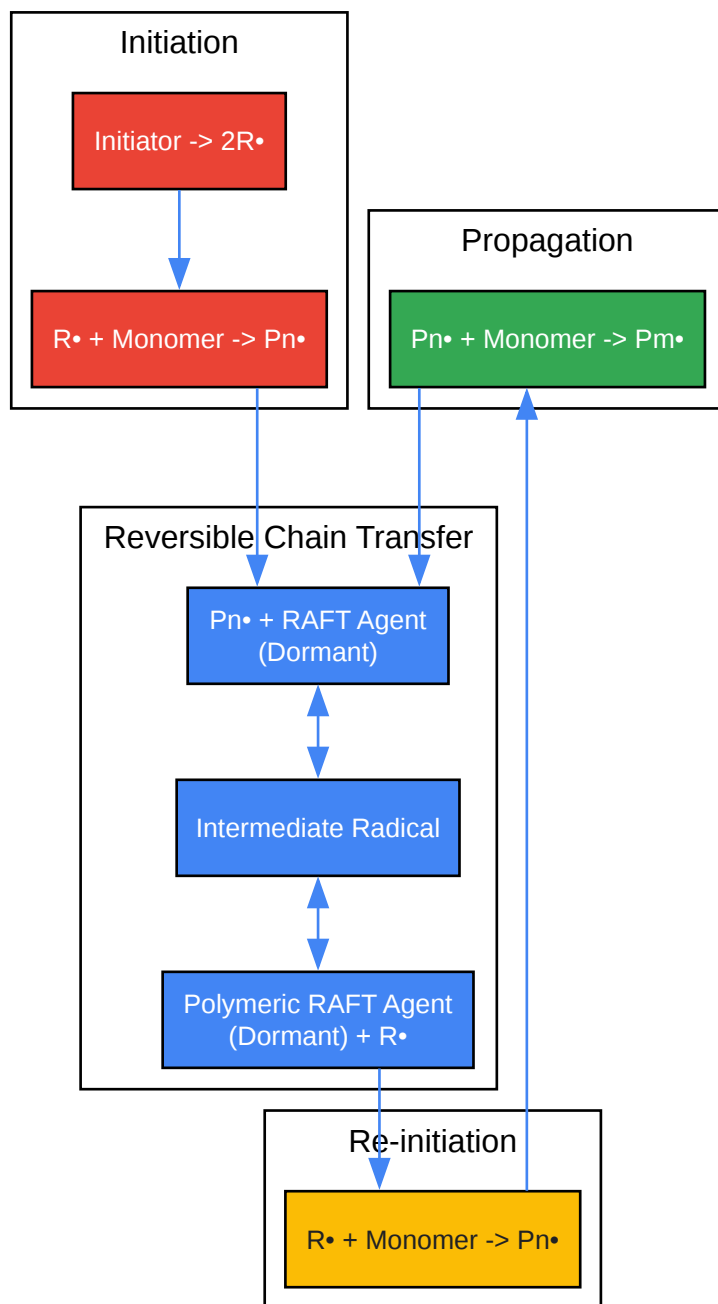 Initiation
Initiator -> 2R•
R• + Monomer -> Pn•
Propagation
Pn• + Monomer -> Pm•
Reversible Chain Transfer
Pn• + RAFT Agent
(Dormant)
Intermediate Radical
Polymeric RAFT Agent
(Dormant) + R•
Re-initiation
R• + Monomer -> Pn•